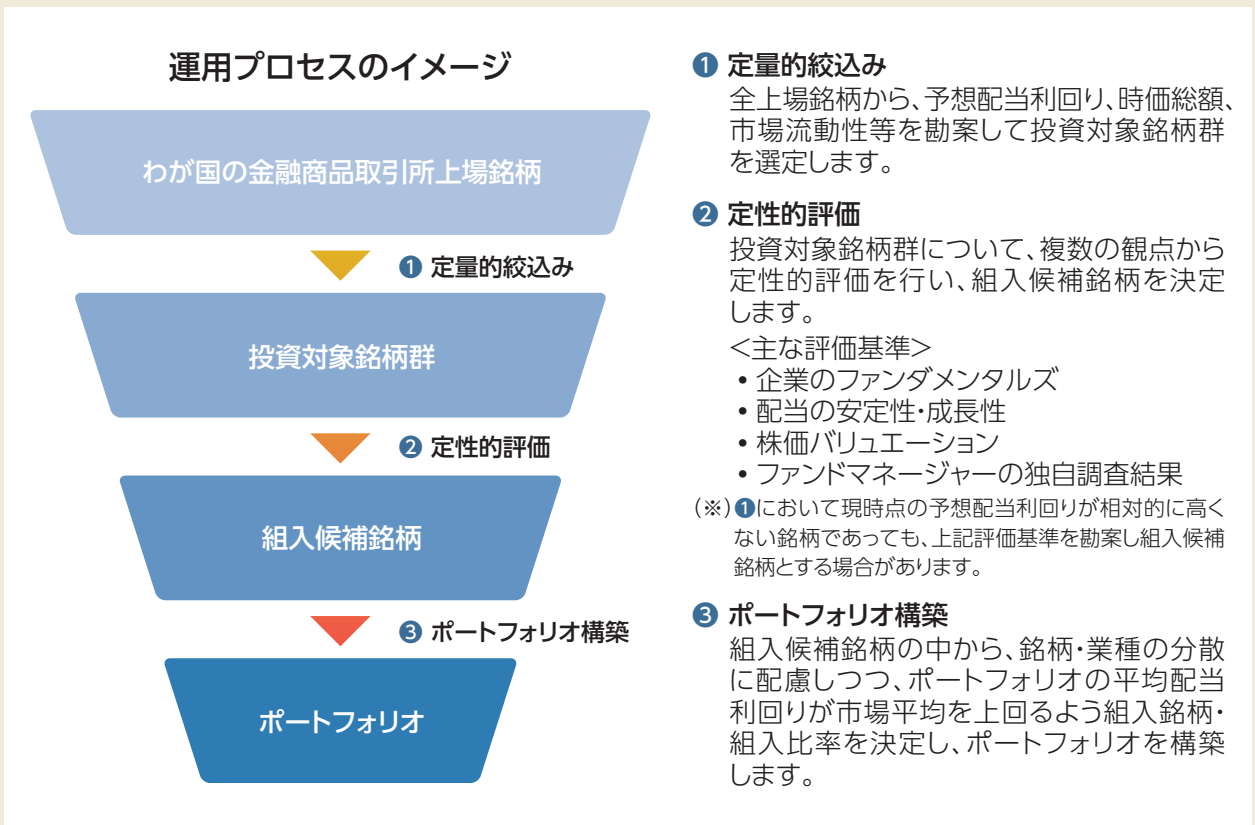 運用プロセスのイメージ
わが国の金融商品取引所上場銘柄
❶ 定量的絞込み
投資対象銘柄群
❷ 定性的評価
組入候補銘柄
❸ ポートフォリオ構築
ポートフォリオ
❶ 定量的絞込み
全上場銘柄から、予想配当利回り、時価総額、
市場流動性等を勘案して投資対象銘柄群
を選定します。
❷ 定性的評価
投資対象銘柄群について、複数の観点から
定性的評価を行い、組入候補銘柄を決定
します。
＜主な評価基準＞
• 企業のファンダメンタルズ
• 配当の安定性・成長性
• 株価バリュエーション
• ファンドマネージャーの独自調査結果
(※)❶において現時点の予想配当利回りが相対的に高く
ない銘柄であっても、上記評価基準を勘案し組入候補
銘柄とする場合があります。
❸ ポートフォリオ構築
組入候補銘柄の中から、銘柄・業種の分散
に配慮しつつ、ポートフォリオの平均配当
利回りが市場平均を上回るよう組入銘柄・
組入比率を決定し、ポートフォリオを構築
します。